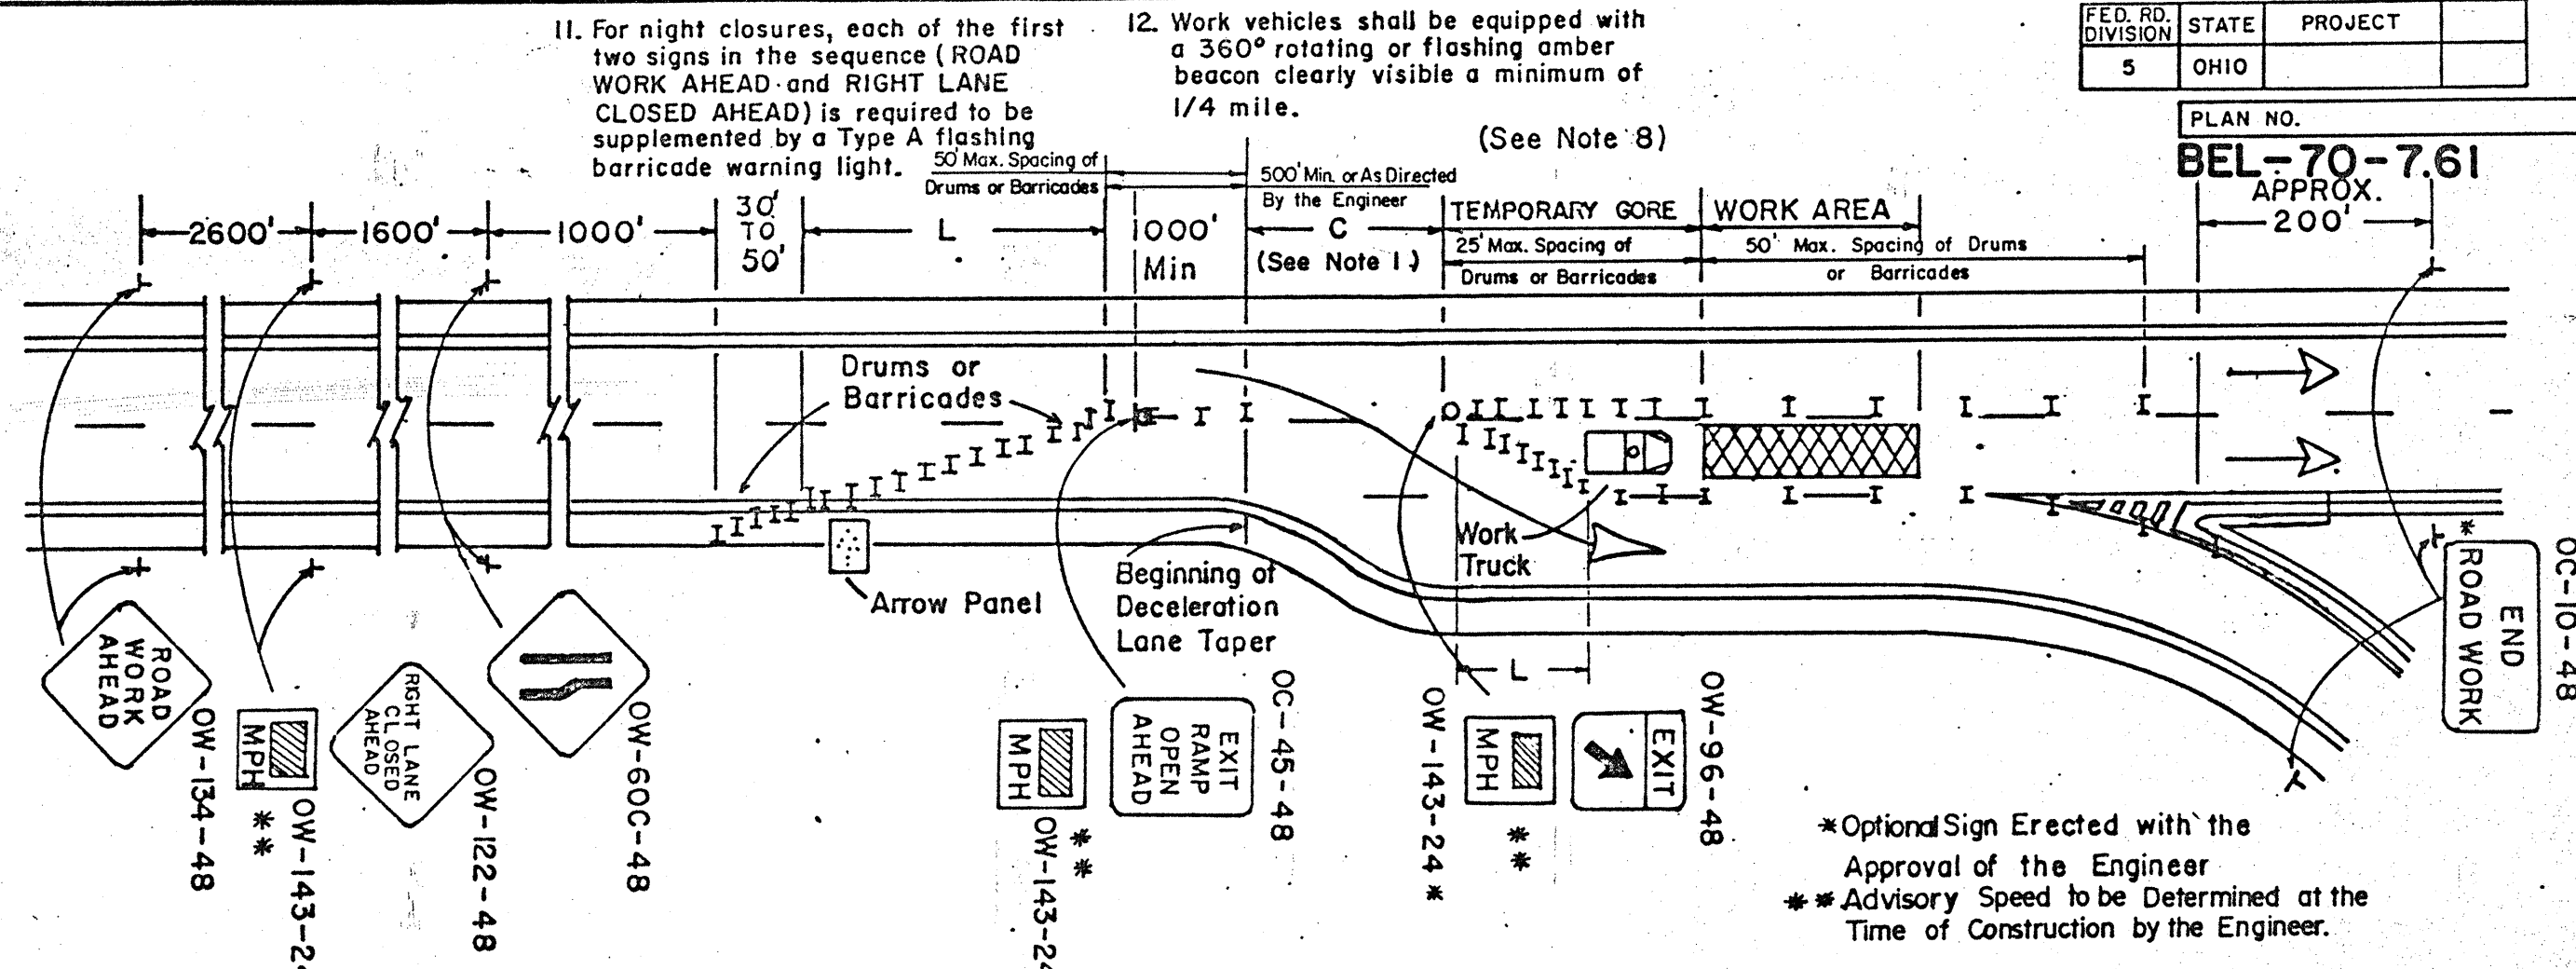 11. For night closures, each of the first
two signs in the sequence (ROAD
WORK AHEAD and RIGHT LANE
CLOSED AHEAD) is required to be
supplemented by a Type A flashing
barricade warning light.
12. Work vehicles shall be equipped with
a 360° rotating or flashing amber
beacon clearly visible a minimum of
1/4 mile.
(See Note 8)
FED. RD.
DIVISION
STATE
PROJECT
5
OHIO
PLAN NO.
BEL-70-7.61
APPROX.
200'
2600'
1600'
1000'
30'
TO
50'
L
50' Max. Spacing of
Drums or Barricades
1000'
Min
500' Min. or As Directed
By the Engineer
C
(See Note 1)
TEMPORARY GORE
25' Max. Spacing of
Drums or Barricades
WORK AREA
50' Max. Spacing of Drums
or Barricades
Drums or
Barricades
Arrow Panel
Beginning of
Deceleration
Lane Taper
Work
Truck
L
ROAD
WORK
AHEAD
OW-134-48
MPH
**
OW-143-24
RIGHT LANE
CLOSED
AHEAD
OW-122-48
OW-60C-48
MPH
**
OW-143-24
EXIT
RAMP
OPEN
AHEAD
OC-45-48
OW-143-24 *
MPH
**
EXIT
OW-96-48
END
ROAD WORK
*
OC-10-48
*Optional Sign Erected with the
Approval of the Engineer
** Advisory Speed to be Determined at the
Time of Construction by the Engineer.